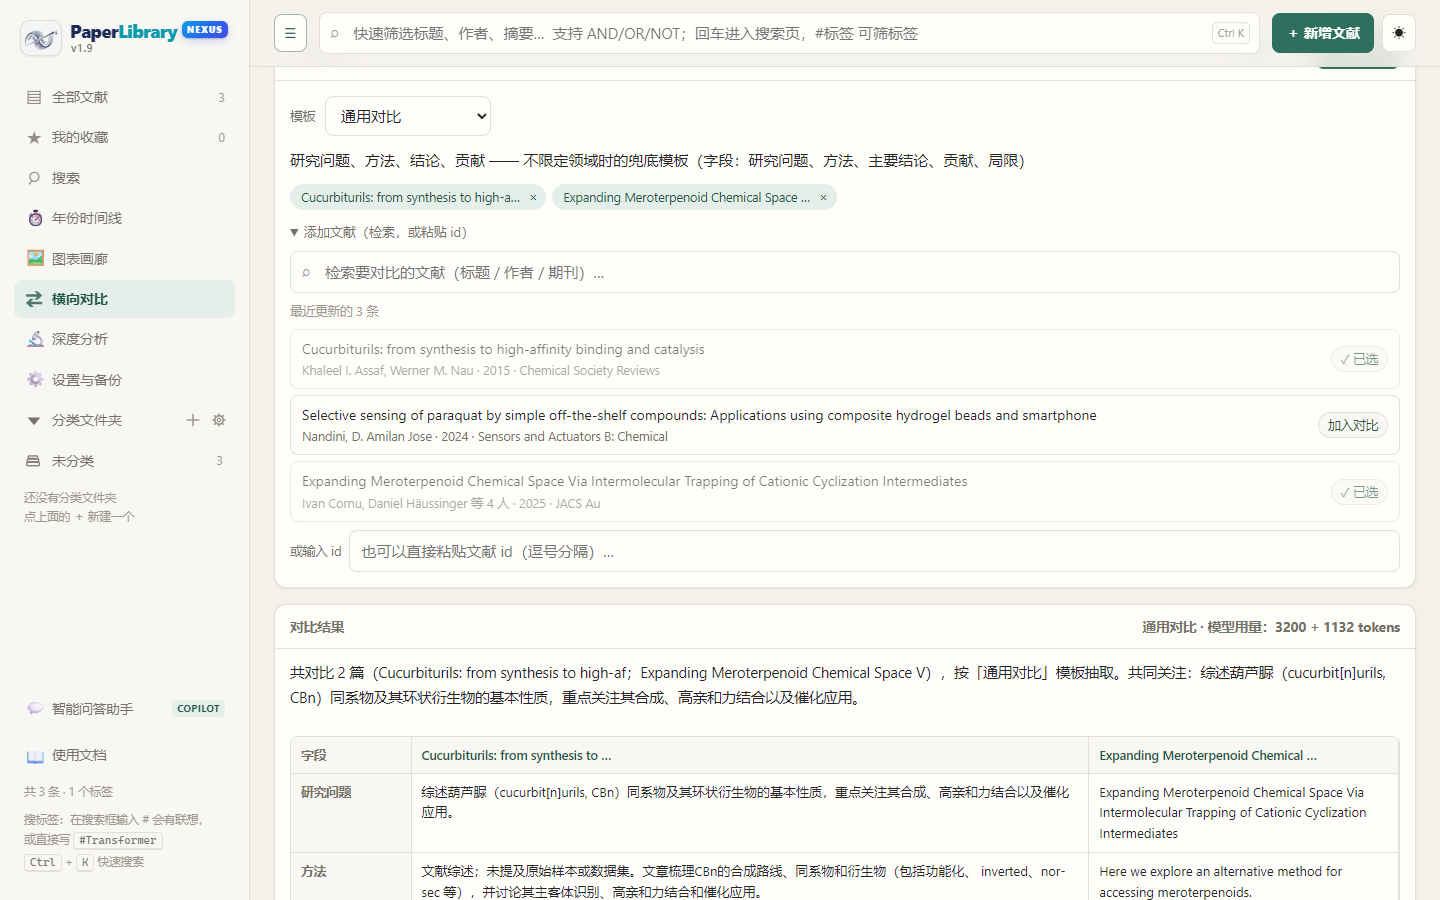 PaperLibrary NEXUS
v1.9
☰
快速筛选标题、作者、摘要... 支持 AND/OR/NOT；回车进入搜索页，#标签 可筛标签
Ctrl K
+ 新增文献
全部文献 3
我的收藏 0
搜索
年份时间线
图表画廊
横向对比
深度分析
设置与备份
分类文件夹
未分类 3
还没有分类文件夹
点上面的 + 新建一个
智能问答助手 COPILOT
使用文档
共 3 条 · 1 个标签
搜标签：在搜索框输入 # 会有联想，
或直接写 #Transformer
Ctrl + K 快速搜索
模板 通用对比
研究问题、方法、结论、贡献 —— 不限定领域时的兜底模板（字段：研究问题、方法、主要结论、贡献、局限）
Cucurbiturils: from synthesis to high-a... × Expanding Meroterpenoid Chemical Space ... ×
▼ 添加文献（检索，或粘贴 id）
检索要对比的文献（标题 / 作者 / 期刊）...
最近更新的 3 条
Cucurbiturils: from synthesis to high-affinity binding and catalysis
Khaleel I. Assaf, Werner M. Nau · 2015 · Chemical Society Reviews
✓ 已选
Selective sensing of paraquat by simple off-the-shelf compounds: Applications using composite hydrogel beads and smartphone
Nandini, D. Amilan Jose · 2024 · Sensors and Actuators B: Chemical
加入对比
Expanding Meroterpenoid Chemical Space Via Intermolecular Trapping of Cationic Cyclization Intermediates
Ivan Cornu, Daniel Häussinger 等 4 人 · 2025 · JACS Au
✓ 已选
或输入 id 也可以直接粘贴文献 id（逗号分隔）...
对比结果 通用对比 · 模型用量：3200 + 1132 tokens
共对比 2 篇（Cucurbiturils: from synthesis to high-af；Expanding Meroterpenoid Chemical Space V），按「通用对比」模板抽取。共同关注：综述葫芦脲（cucurbit[n]urils,
CBn）同系物及其环状衍生物的基本性质，重点关注其合成、高亲和力结合以及催化应用。
字段 Cucurbiturils: from synthesis to ... Expanding Meroterpenoid Chemical ...
研究问题
综述葫芦脲（cucurbit[n]urils, CBn）同系物及其环状衍生物的基本性质，重点关注其合成、高亲和力结合以及催化
应用。
Expanding Meroterpenoid Chemical Space Via
Intermolecular Trapping of Cationic Cyclization
Intermediates
方法
文献综述；未提及原始样本或数据集。文章梳理CBn的合成路线、同系物和衍生物（包括功能化、 inverted、nor-
sec 等），并讨论其主客体识别、高亲和力结合和催化应用。
Here we explore an alternative method for
accessing meroterpenoids.